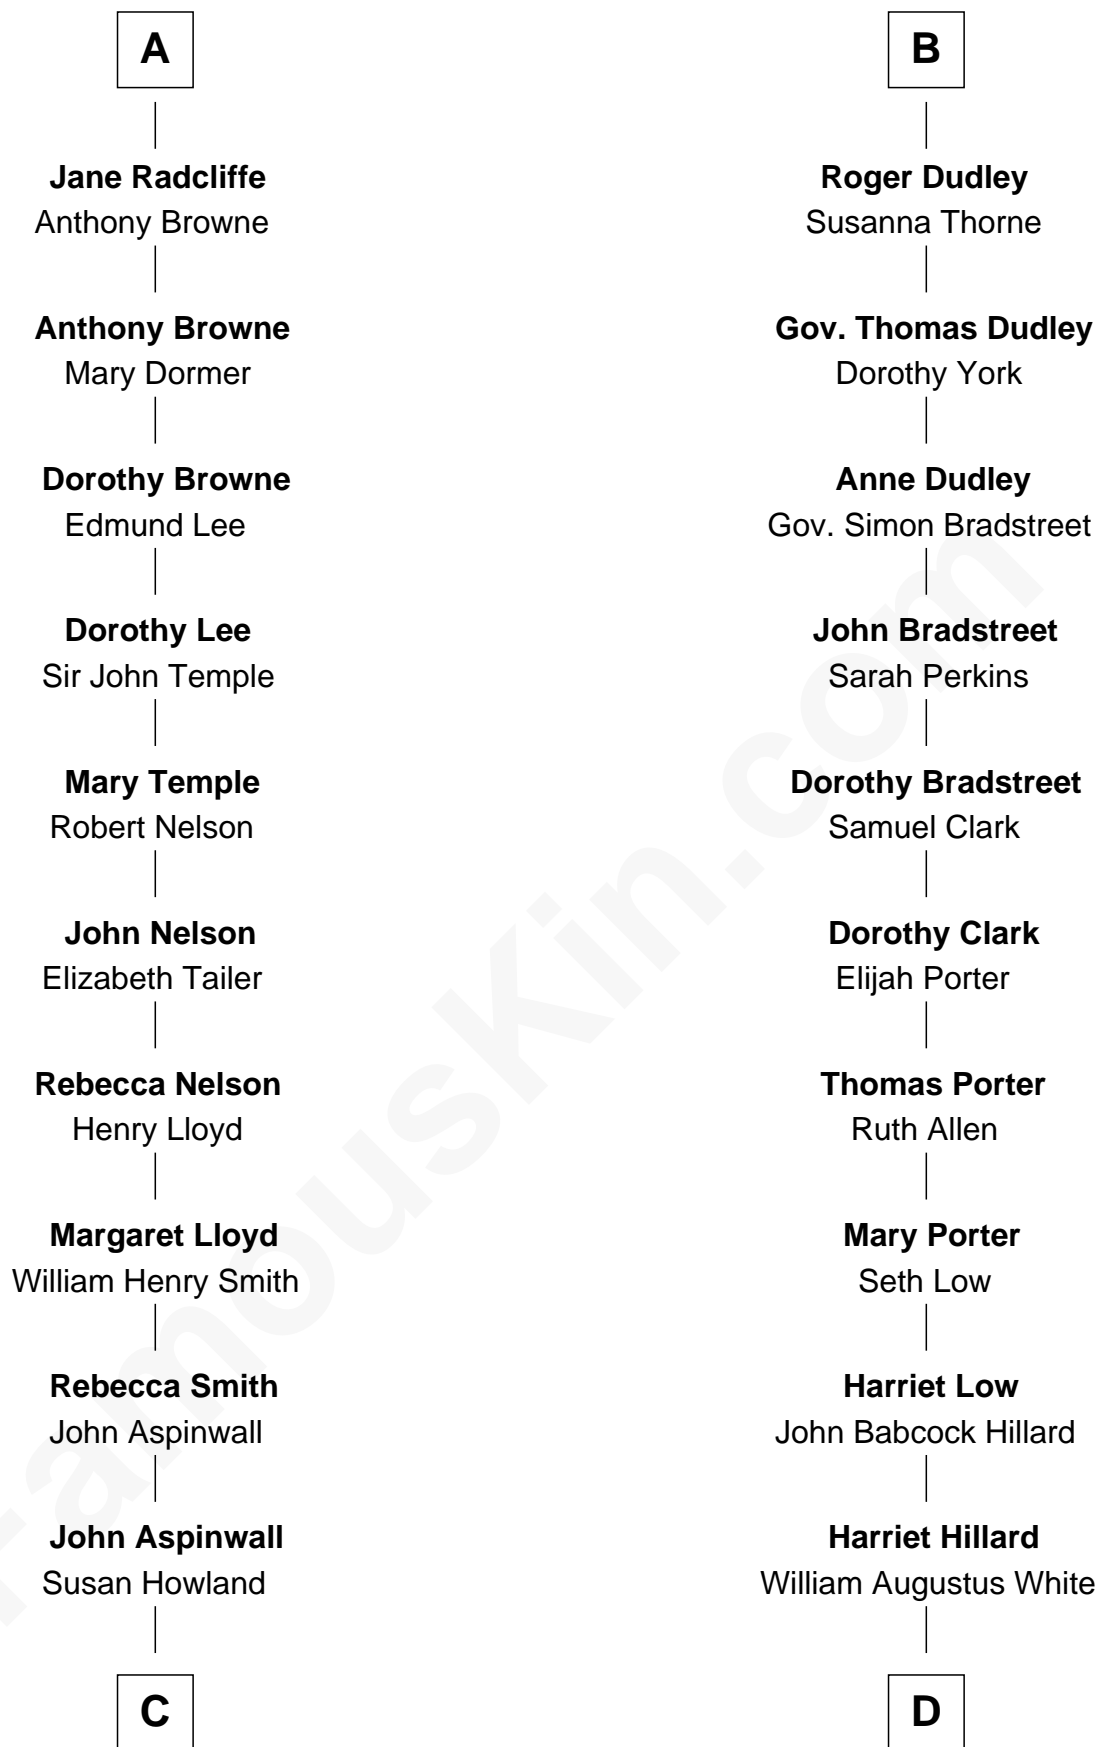 A
Jane Radcliffe
Anthony Browne
Anthony Browne
Mary Dormer
Dorothy Browne
Edmund Lee
Dorothy Lee
Sir John Temple
Mary Temple
Robert Nelson
John Nelson
Elizabeth Tailer
Rebecca Nelson
Henry Lloyd
Margaret Lloyd
William Henry Smith
Rebecca Smith
John Aspinwall
John Aspinwall
Susan Howland
C
B
Roger Dudley
Susanna Thorne
Gov. Thomas Dudley
Dorothy York
Anne Dudley
Gov. Simon Bradstreet
John Bradstreet
Sarah Perkins
Dorothy Bradstreet
Samuel Clark
Dorothy Clark
Elijah Porter
Thomas Porter
Ruth Allen
Mary Porter
Seth Low
Harriet Low
John Babcock Hillard
Harriet Hillard
William Augustus White
D
FamousKin.com